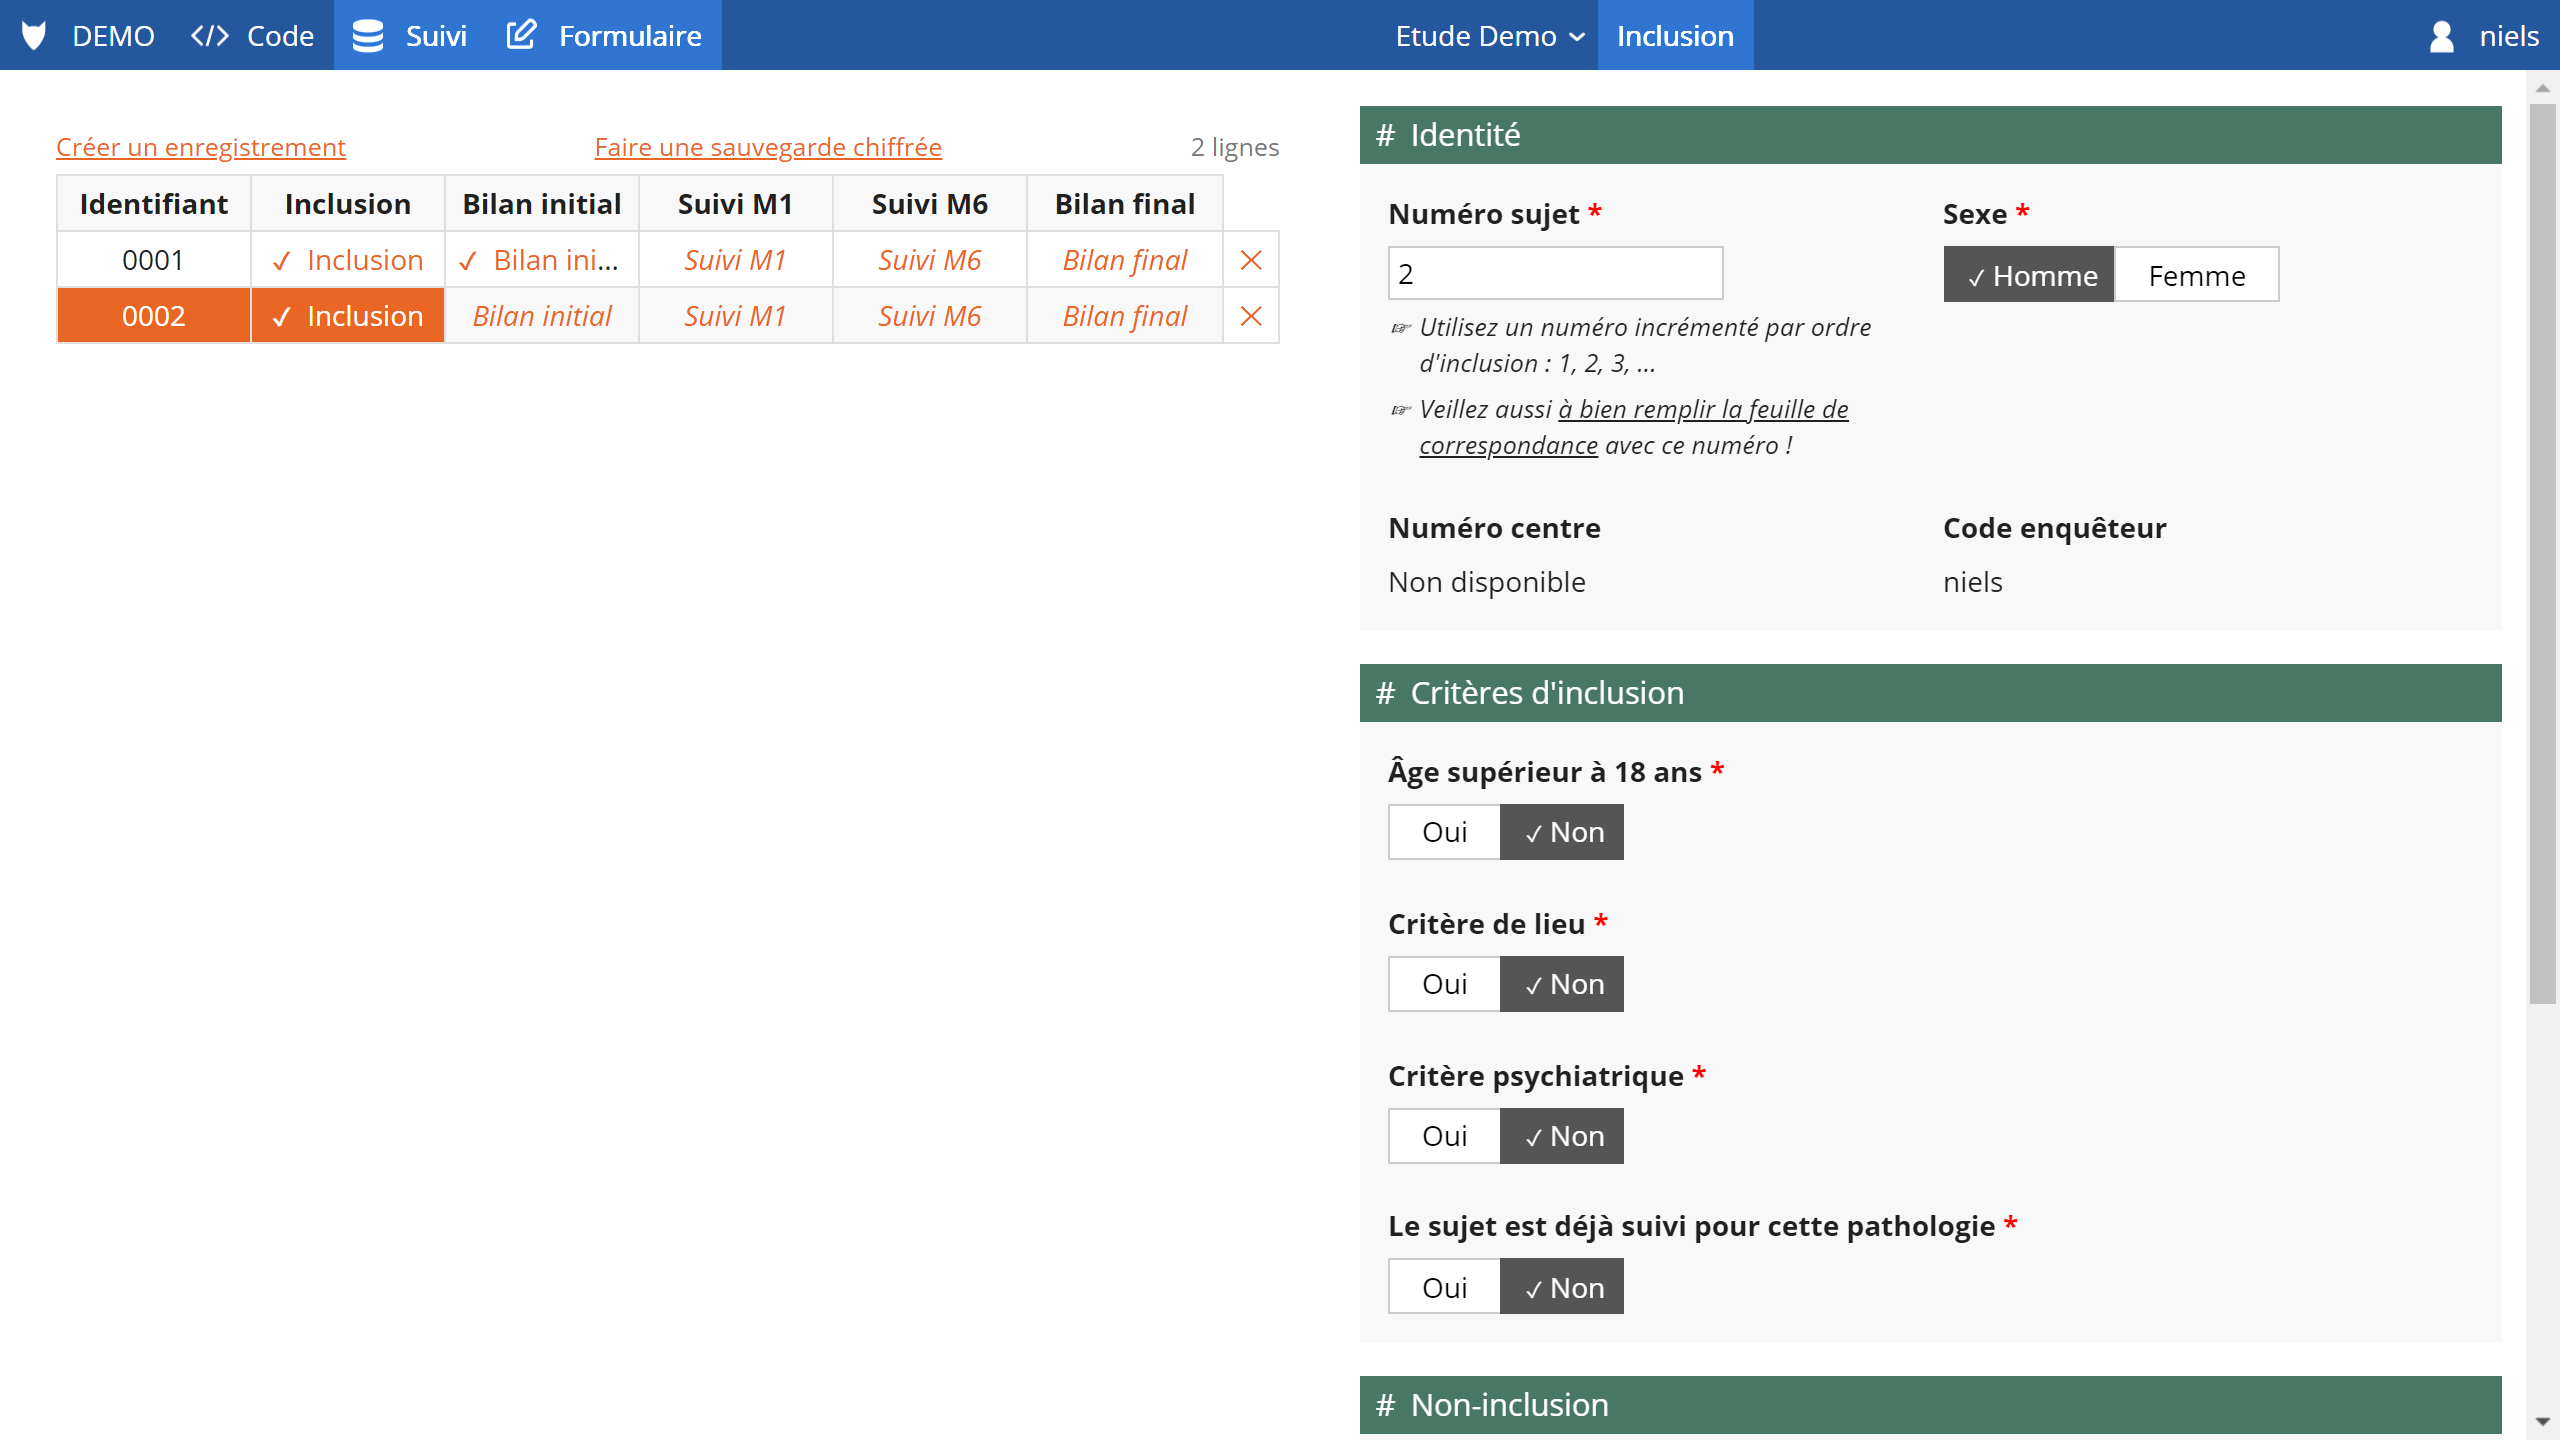 DEMO </> Code Suivi Formulaire Etude Demo Inclusion niels
Créer un enregistrement Faire une sauvegarde chiffrée 2 lignes
Identifiant Inclusion Bilan initial Suivi M1 Suivi M6 Bilan final
0001 ✓ Inclusion ✓ Bilan ini... Suivi M1 Suivi M6 Bilan final
0002 ✓ Inclusion Bilan initial Suivi M1 Suivi M6 Bilan final
# Identité
Numéro sujet * Sexe *
2 ✓ Homme Femme
☞ Utilisez un numéro incrémenté par ordre
d'inclusion : 1, 2, 3, ...
☞ Veillez aussi à bien remplir la feuille de
correspondance avec ce numéro !
Numéro centre Code enquêteur
Non disponible niels
# Critères d'inclusion
Âge supérieur à 18 ans *
Oui ✓ Non
Critère de lieu *
Oui ✓ Non
Critère psychiatrique *
Oui ✓ Non
Le sujet est déjà suivi pour cette pathologie *
Oui ✓ Non
# Non-inclusion